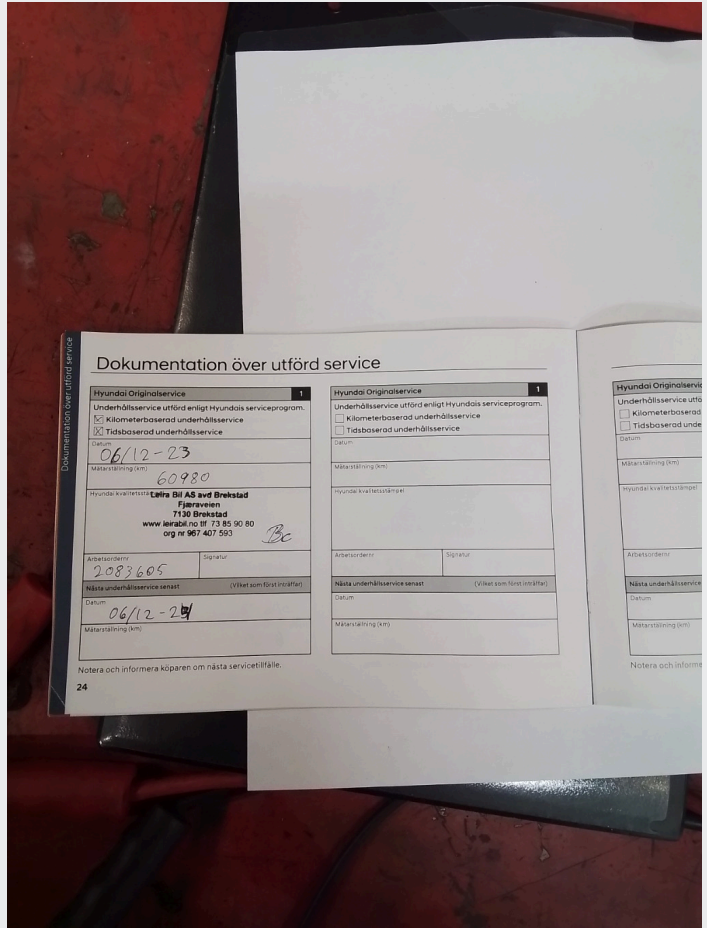 Dokumentation över utförd service
Dokumentation över utförd service
Hyundai Originalservice 1
Underhållsservice utförd enligt Hyundais serviceprogram.
Kilometerbaserad underhållsservice
Tidsbaserad underhållsservice
Datum
06/12-23
Mätarställning (km)
60980
Hyundai kvalitetsstä
Leira Bil AS avd Brekstad
Fjæraveien
7130 Brekstad
www.leirabil.no tlf 73 85 90 80
org nr 967 407 593
Bc
Arbetsordernr Signatur
2083605
Nästa underhållsservice senast (Vilket som först inträffar)
Datum
06/12-24
Mätarställning (km)
Notera och informera köparen om nästa servicetillfälle.
24
Hyundai Originalservice 1
Underhållsservice utförd enligt Hyundais serviceprogram.
Kilometerbaserad underhållsservice
Tidsbaserad underhållsservice
Datum
Mätarställning (km)
Hyundai kvalitetsstämpel
Arbetsordernr Signatur
Nästa underhållsservice senast (Vilket som först inträffar)
Datum
Mätarställning (km)
Hyundai Originalservic
Underhållsservice utfö
Kilometerbaserad
Tidsbaserad unde
Datum
Mätarställning (km)
Hyundai kvalitetsstämpel
Arbetsordernr
Nästa underhållsservice
Datum
Mätarställning (km)
Notera och informe